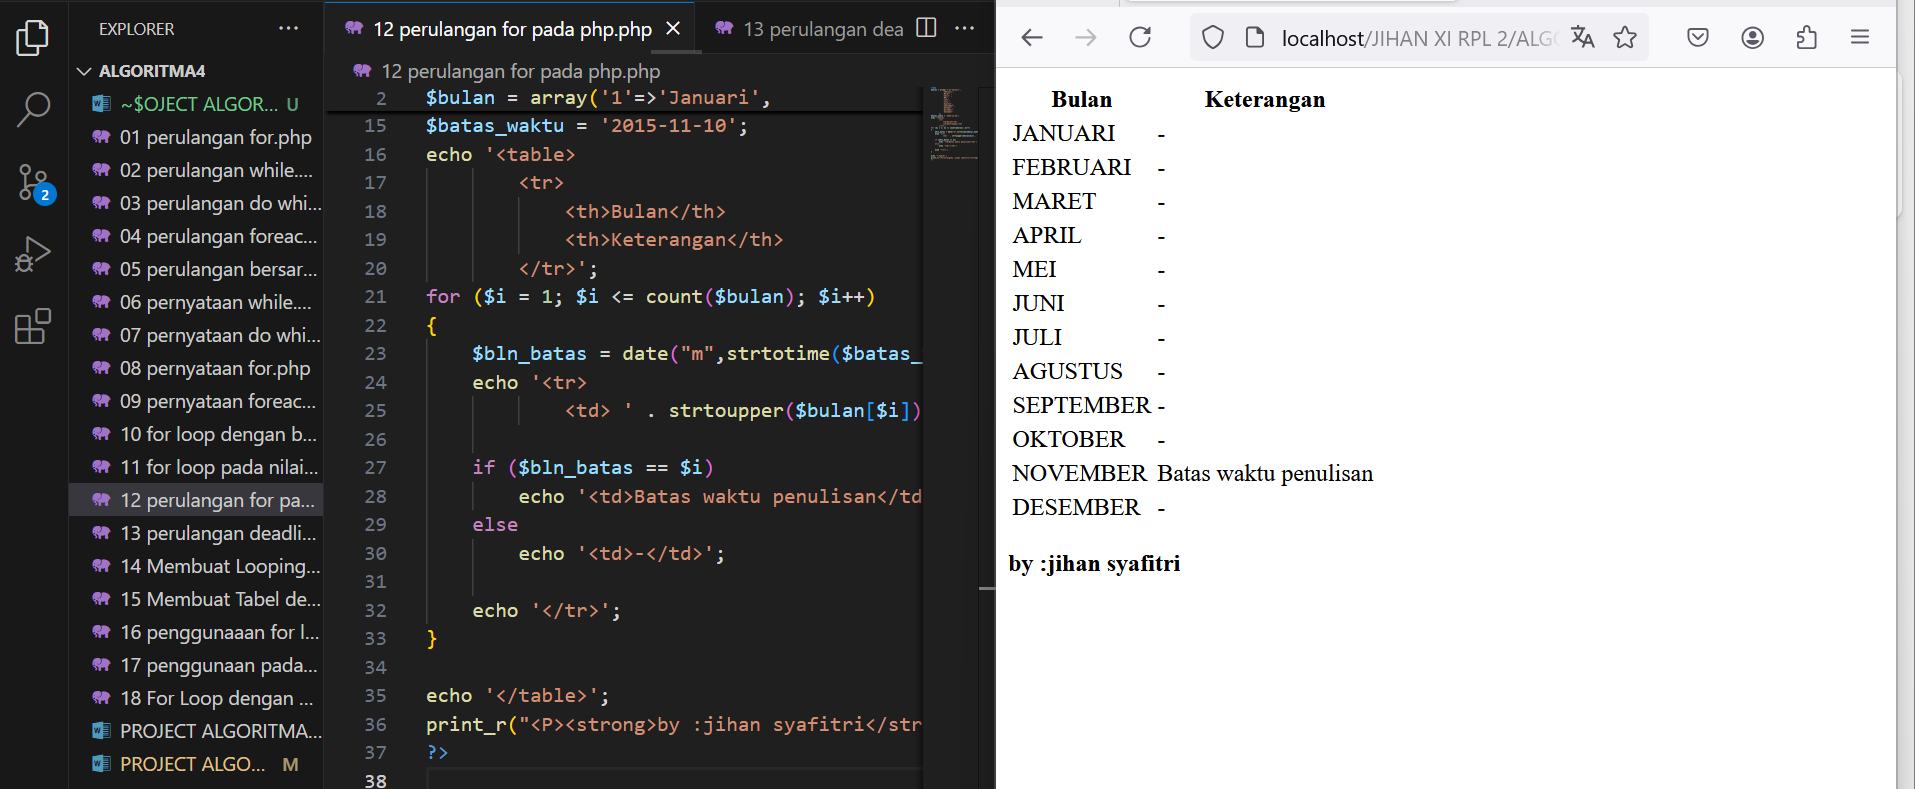 EXPLORER
ALGORITMA4
~$OJECT ALGOR... U
01 perulangan for.php
02 perulangan while....
03 perulangan do whi...
04 perulangan foreac...
05 perulangan bersar...
06 pernyataan while....
07 pernyataan do whi...
08 pernyataan for.php
09 pernyataan foreac...
10 for loop dengan b...
11 for loop pada nilai...
12 perulangan for pa...
13 perulangan deadli...
14 Membuat Looping...
15 Membuat Tabel de...
16 penggunaaan for l...
17 penggunaan pada...
18 For Loop dengan ...
PROJECT ALGORITMA...
PROJECT ALGO... M
2
12 perulangan for pada php.php
13 perulangan dea
12 perulangan for pada php.php
2 $bulan = array('1'=>'Januari',
15 $batas_waktu = '2015-11-10';
16 echo '<table>
17 <tr>
18 <th>Bulan</th>
19 <th>Keterangan</th>
20 </tr>';
21 for ($i = 1; $i <= count($bulan); $i++)
22 {
23 $bln_batas = date("m",strtotime($batas_
24 echo '<tr>
25 <td> ' . strtoupper($bulan[$i])
26
27 if ($bln_batas == $i)
28 echo '<td>Batas waktu penulisan</td
29 else
30 echo '<td>-</td>';
31
32 echo '</tr>';
33 }
34
35 echo '</table>';
36 print_r("<P><strong>by :jihan syafitri</str
37 ?>
38
localhost/JIHAN XI RPL 2/ALG
Bulan Keterangan
JANUARI -
FEBRUARI -
MARET -
APRIL -
MEI -
JUNI -
JULI -
AGUSTUS -
SEPTEMBER -
OKTOBER -
NOVEMBER Batas waktu penulisan
DESEMBER -
by :jihan syafitri